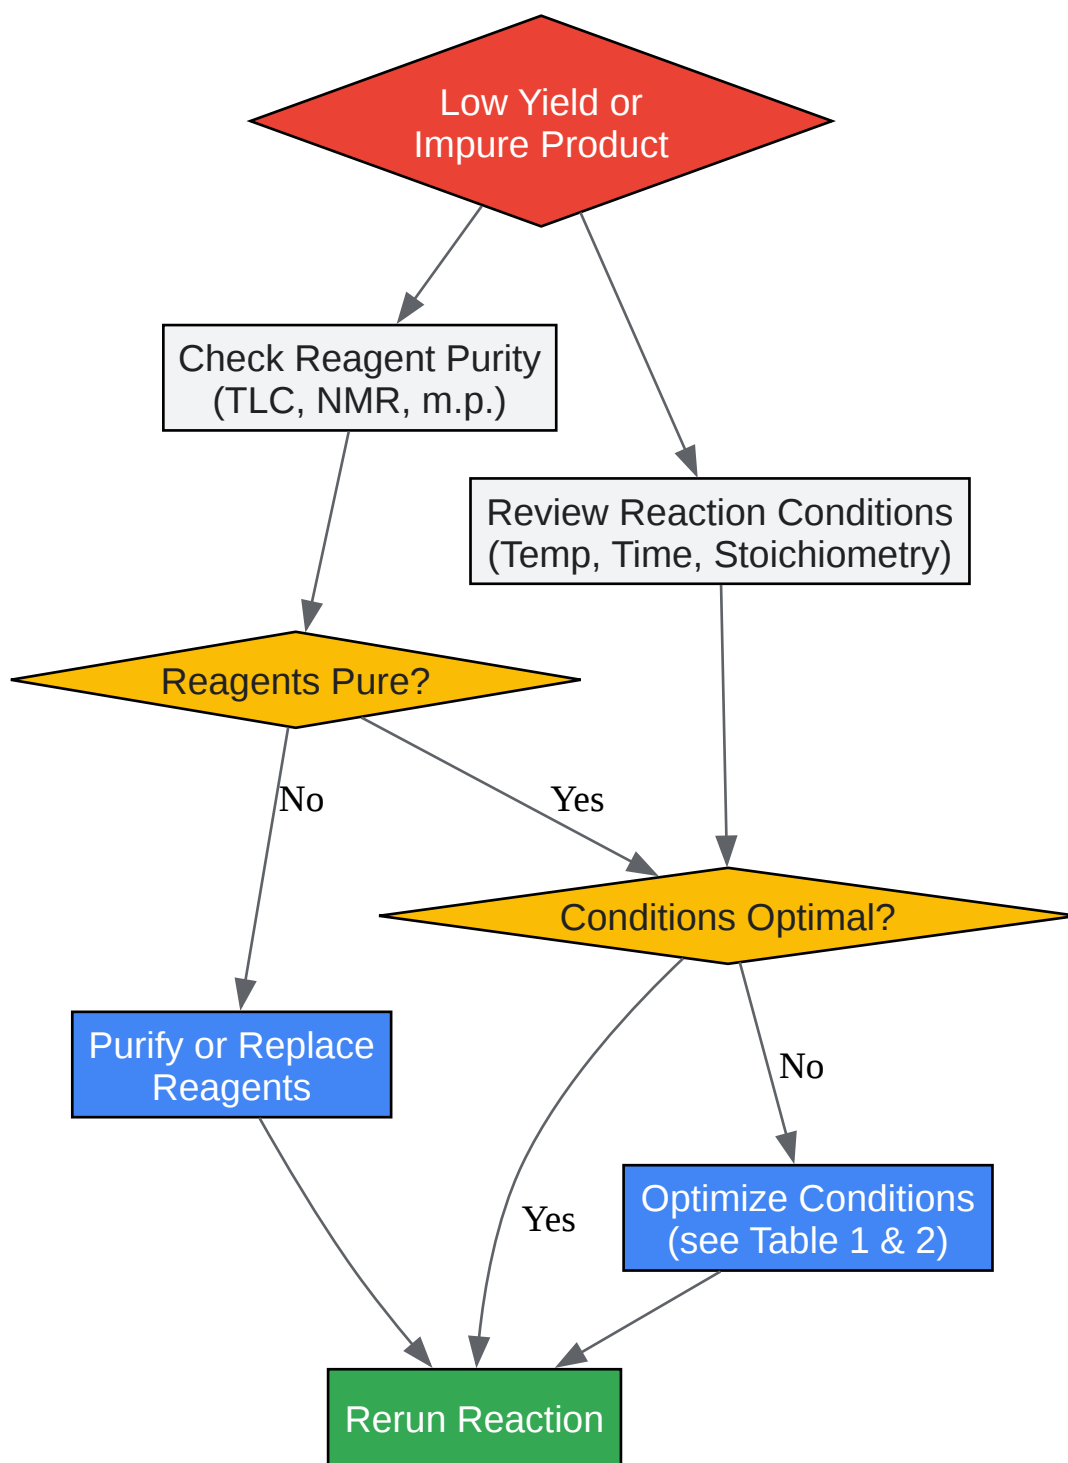 Low Yield or
Impure Product
Check Reagent Purity
(TLC, NMR, m.p.)
Review Reaction Conditions
(Temp, Time, Stoichiometry)
Reagents Pure?
No
Yes
Conditions Optimal?
Purify or Replace
Reagents
No
Yes
Optimize Conditions
(see Table 1 & 2)
Rerun Reaction